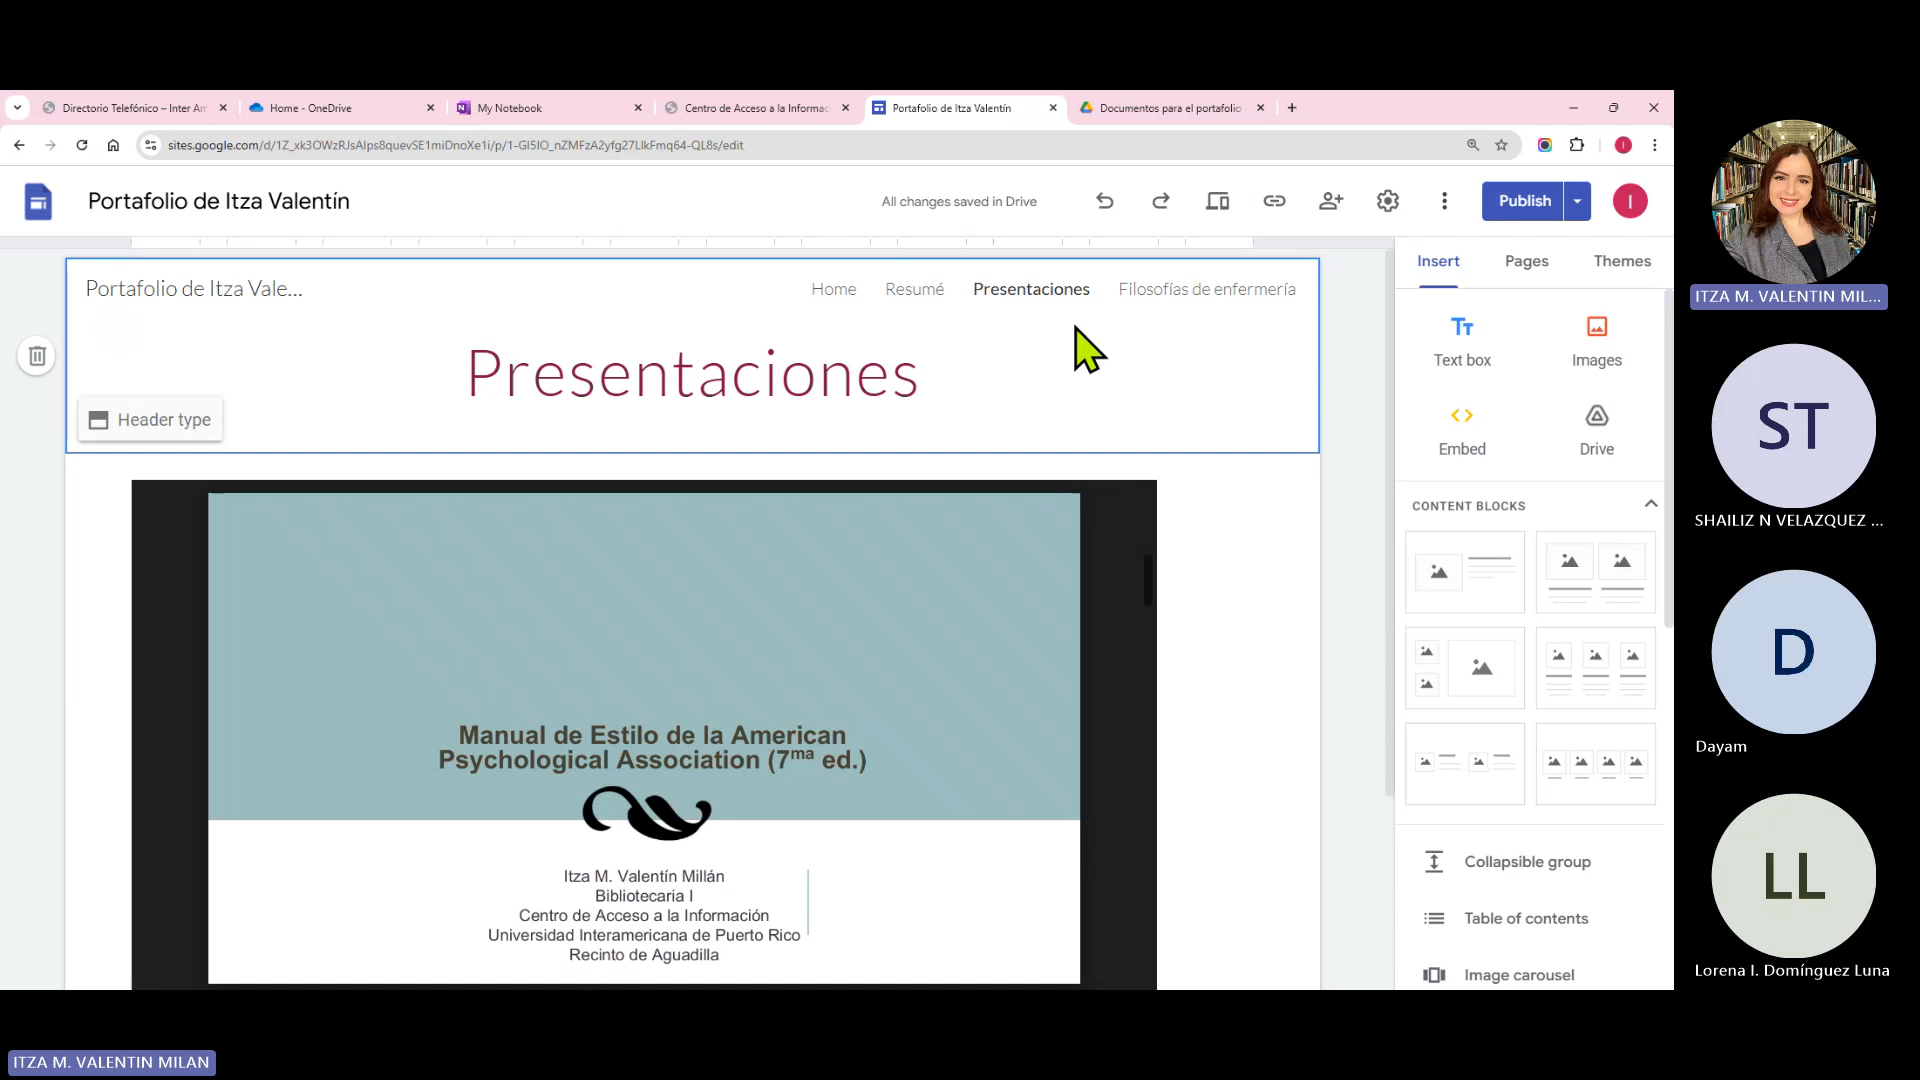 Directorio Telefónico – Inter Am
Home - OneDrive
My Notebook
Centro de Acceso a la Informac
Portafolio de Itza Valentín
Documentos para el portafolio
sites.google.com/d/1Z_xk3OWzRJsAlps8quevSE1miDnoXe1i/p/1-GI5IO_nZMFzA2yfg27LlkFmq64-QL8s/edit
Portafolio de Itza Valentín
All changes saved in Drive
Publish
I
Insert
Pages
Themes
Portafolio de Itza Vale...
Home
Resumé
Presentaciones
Filosofías de enfermería
Presentaciones
Header type
Manual de Estilo de la American
Psychological Association (7ma ed.)
Itza M. Valentín Millán
Bibliotecaria I
Centro de Acceso a la Información
Universidad Interamericana de Puerto Rico
Recinto de Aguadilla
Tt
Text box
Images
Embed
Drive
CONTENT BLOCKS
Collapsible group
Table of contents
Image carousel
ITZA M. VALENTIN MIL...
ST
SHAILIZ N VELAZQUEZ ...
D
Dayam
LL
Lorena I. Domínguez Luna
ITZA M. VALENTIN MILAN